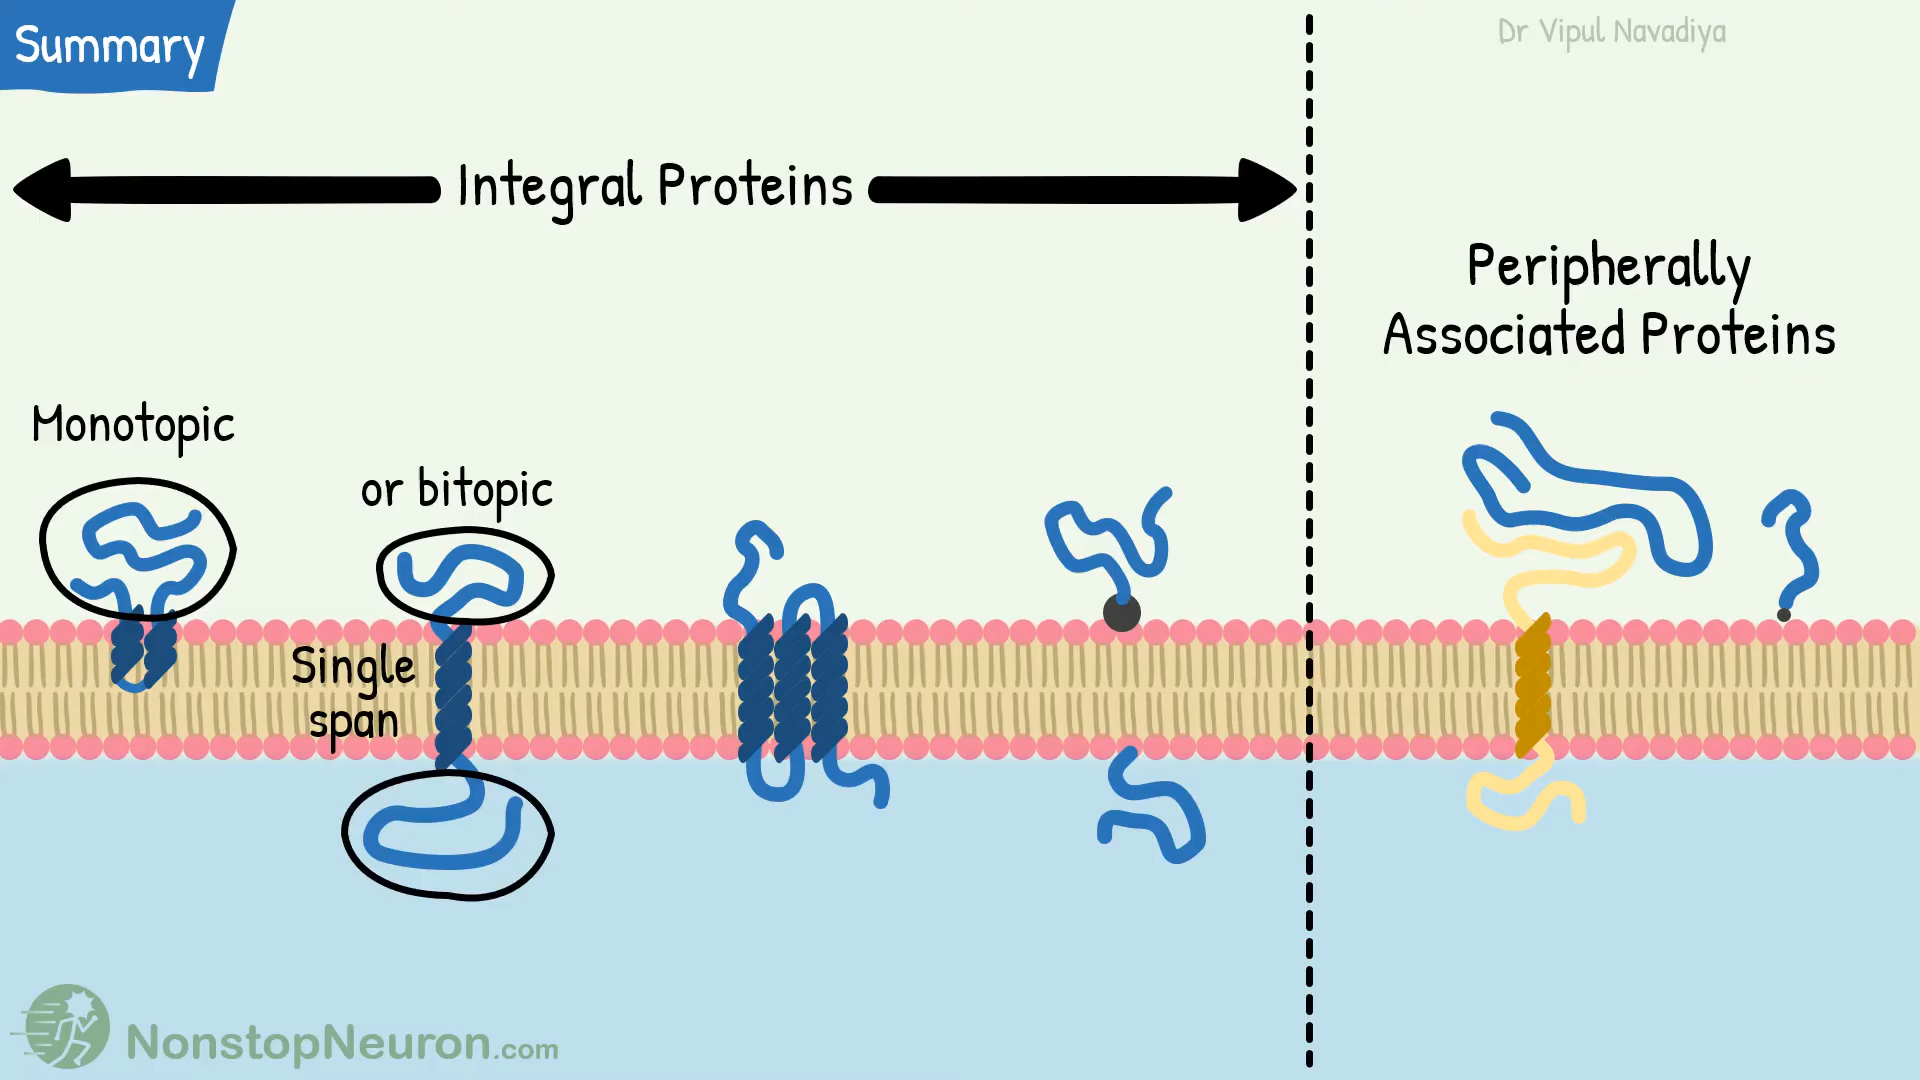 Summary
Dr Vipul Navadiya
Integral Proteins
Peripherally
Associated Proteins
Monotopic
or bitopic
Single
span
NonstopNeuron.com